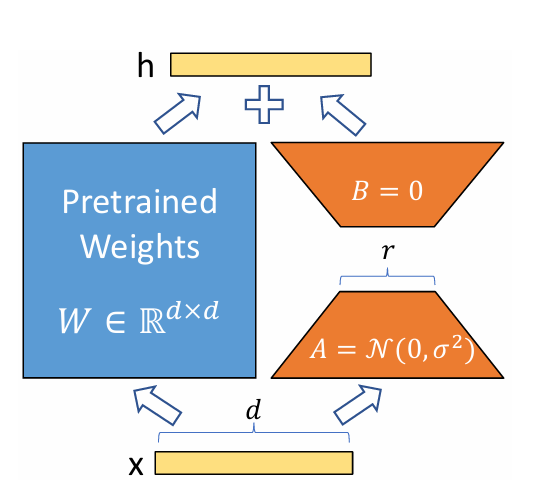 h
Pretrained
Weights
W ∈ ℝ^{d×d}
B = 0
r
A = 𝒩(0, σ²)
d
x